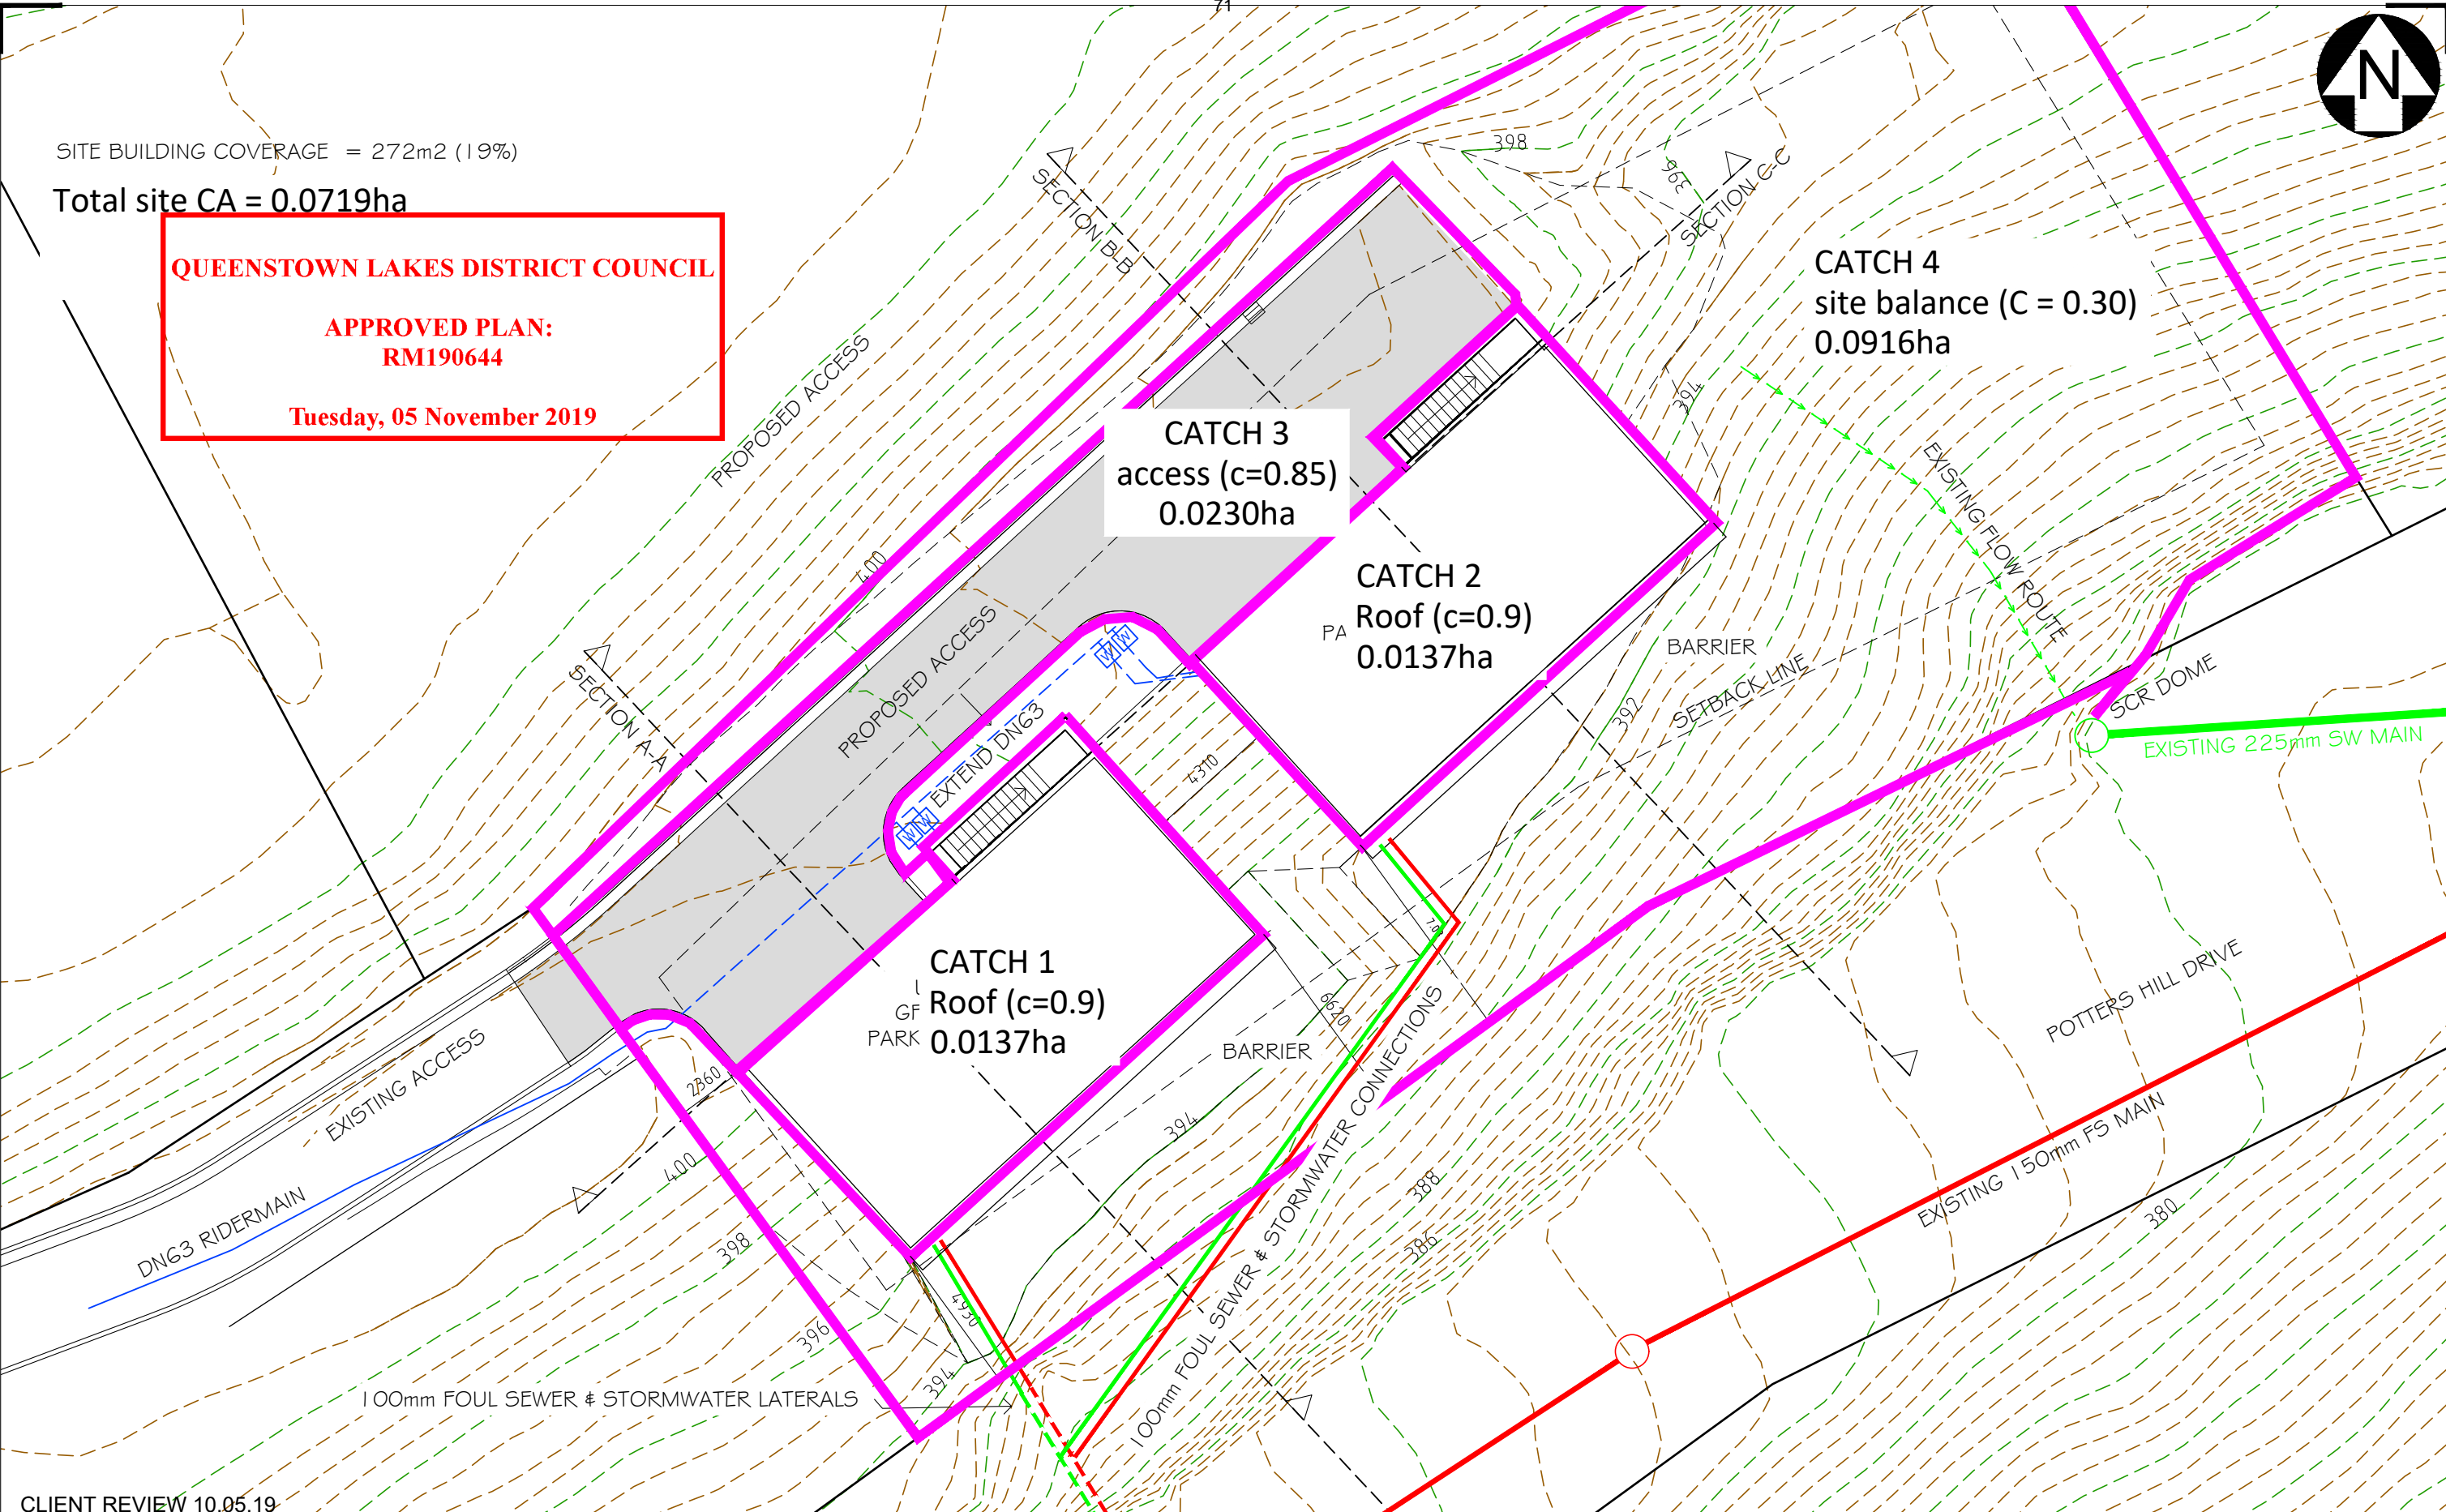 71
N
SITE BUILDING COVERAGE = 272m2 (19%)
Total site CA = 0.0719ha
QUEENSTOWN LAKES DISTRICT COUNCIL
APPROVED PLAN:
RM190644
Tuesday, 05 November 2019
SECTION B-B
398
396
SECTION C-C
CATCH 4
site balance (C = 0.30)
0.0916ha
PROPOSED ACCESS
394
CATCH 3
access (c=0.85)
0.0230ha
EXISTING FLOW ROUTE
400
CATCH 2
Roof (c=0.9)
PA
0.0137ha
BARRIER
SETBACK LINE
392
SCR DOME
EXISTING 225mm SW MAIN
SECTION A-A
PROPOSED ACCESS
W W
EXTEND DN63
4310
W W
CATCH 1
Roof (c=0.9)
GF
PARK
0.0137ha
6620
BARRIER
POTTERS HILL DRIVE
EXISTING ACCESS
2360
394
400
388
386
EXISTING 150mm FS MAIN
380
DN63 RIDERMAIN
398
396
4930
394
100mm FOUL SEWER & STORMWATER CONNECTIONS
100mm FOUL SEWER & STORMWATER LATERALS
CLIENT REVIEW 10.05.19